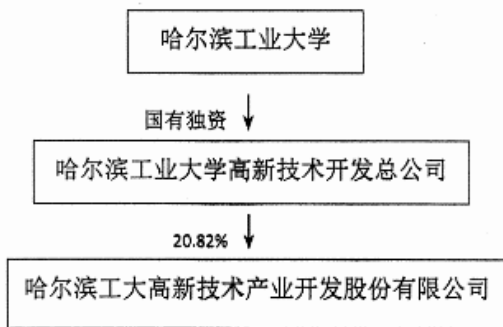 哈尔滨工业大学
国有独资
哈尔滨工业大学高新技术开发总公司
20.82%
哈尔滨工大高新技术产业开发股份有限公司